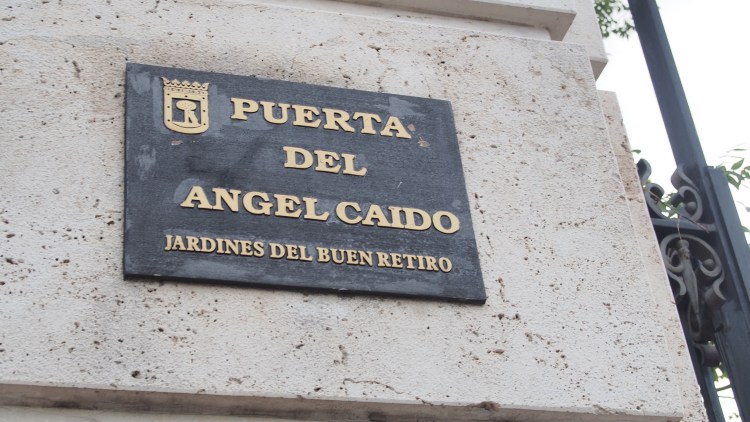 PUERTA
DEL
ANGEL CAIDO
JARDINES DEL BUEN RETIRO